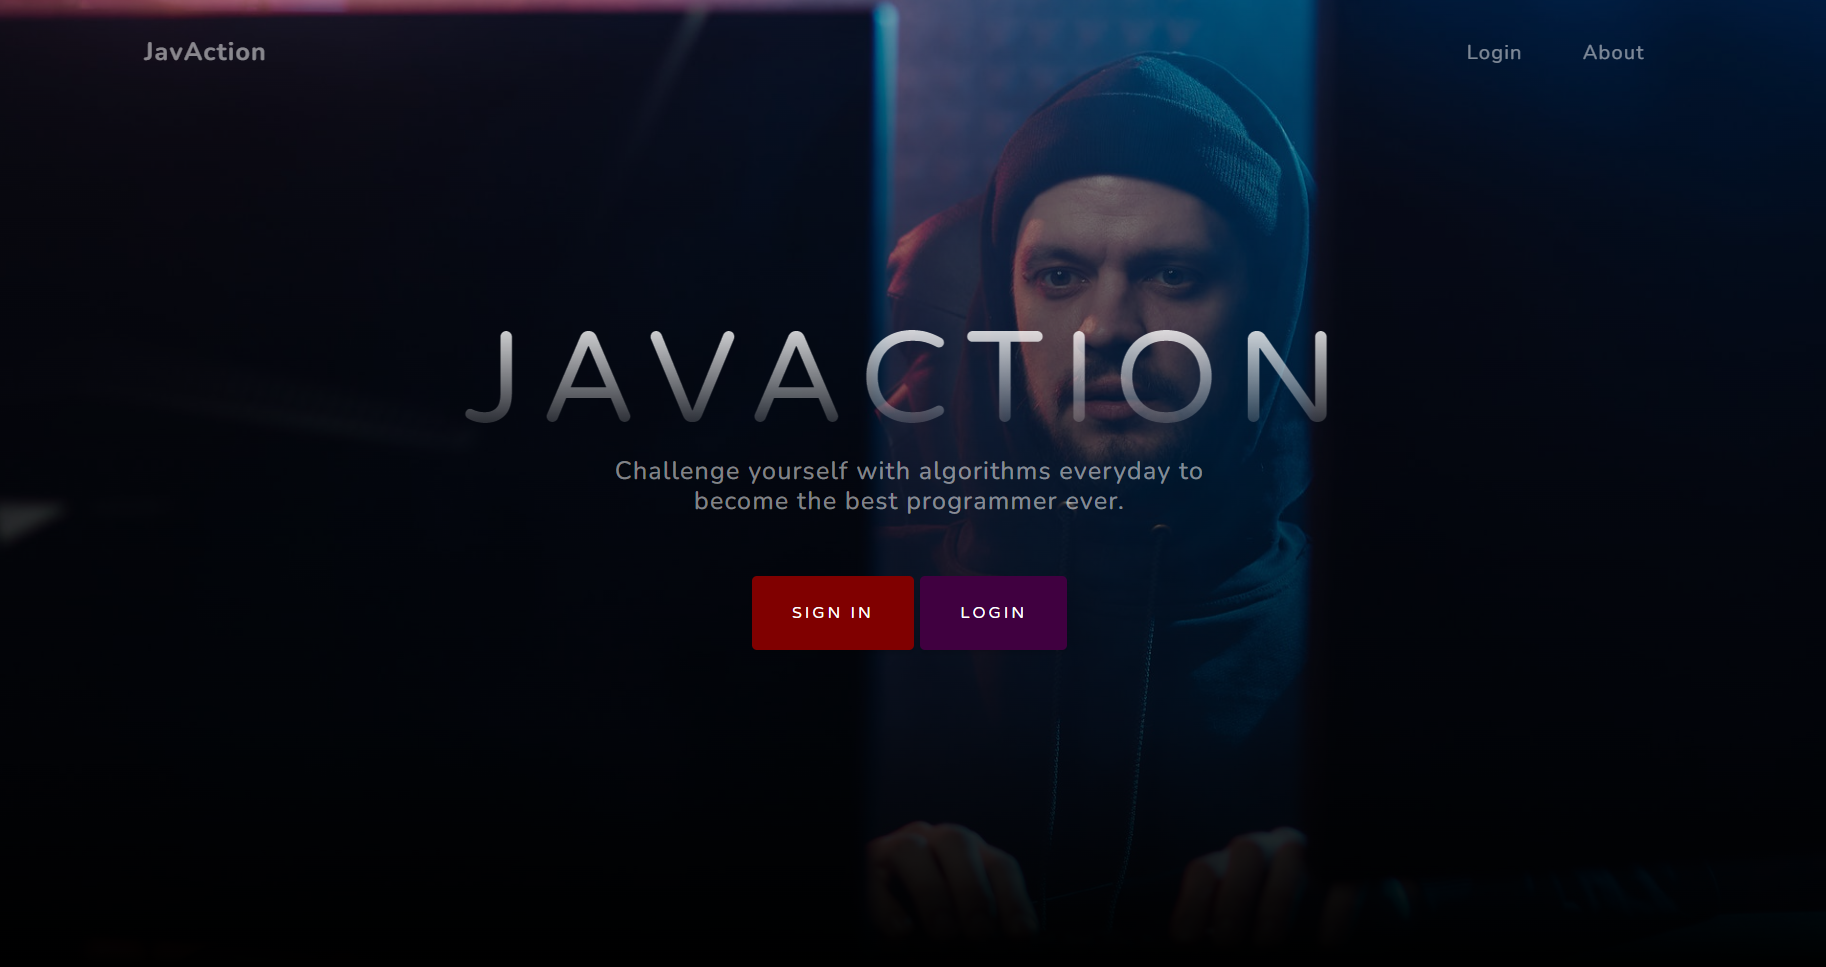 JavAction
Login
About
JAVACTION
Challenge yourself with algorithms everyday to
become the best programmer ever.
SIGN IN
LOGIN